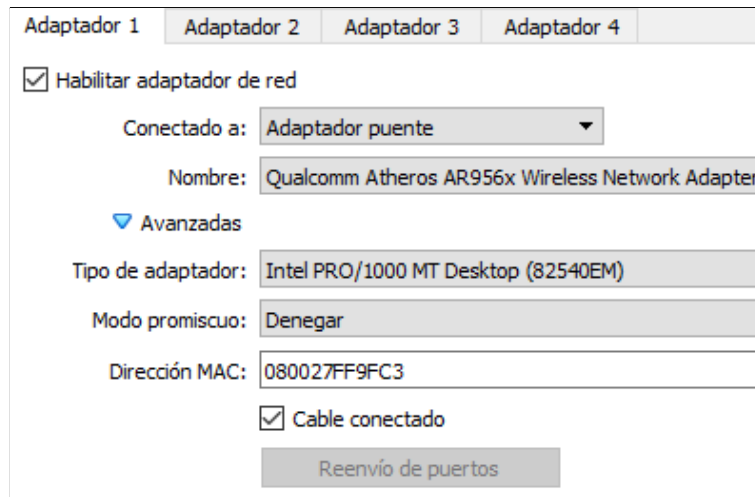 Adaptador 1 Adaptador 2 Adaptador 3 Adaptador 4
Habilitar adaptador de red
Conectado a: Adaptador puente
Nombre: Qualcomm Atheros AR956x Wireless Network Adapter
Avanzadas
Tipo de adaptador: Intel PRO/1000 MT Desktop (82540EM)
Modo promiscuo: Denegar
Dirección MAC: 080027FF9FC3
Cable conectado
Reenvío de puertos